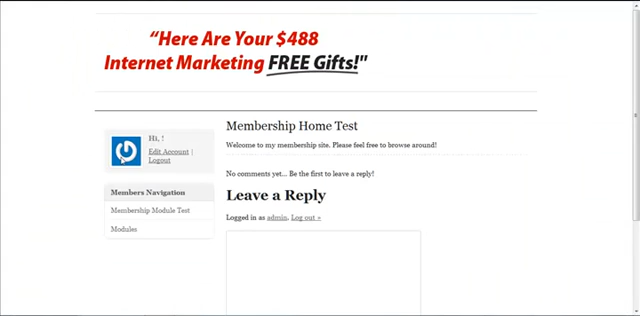 “Here Are Your $488
Internet Marketing FREE Gifts!"
Hi, !
Edit Account |
Logout
Members Navigation
Membership Module Test
Modules
Membership Home Test
Welcome to my membership site. Please feel free to browse around!
No comments yet... Be the first to leave a reply!
Leave a Reply
Logged in as admin. Log out »